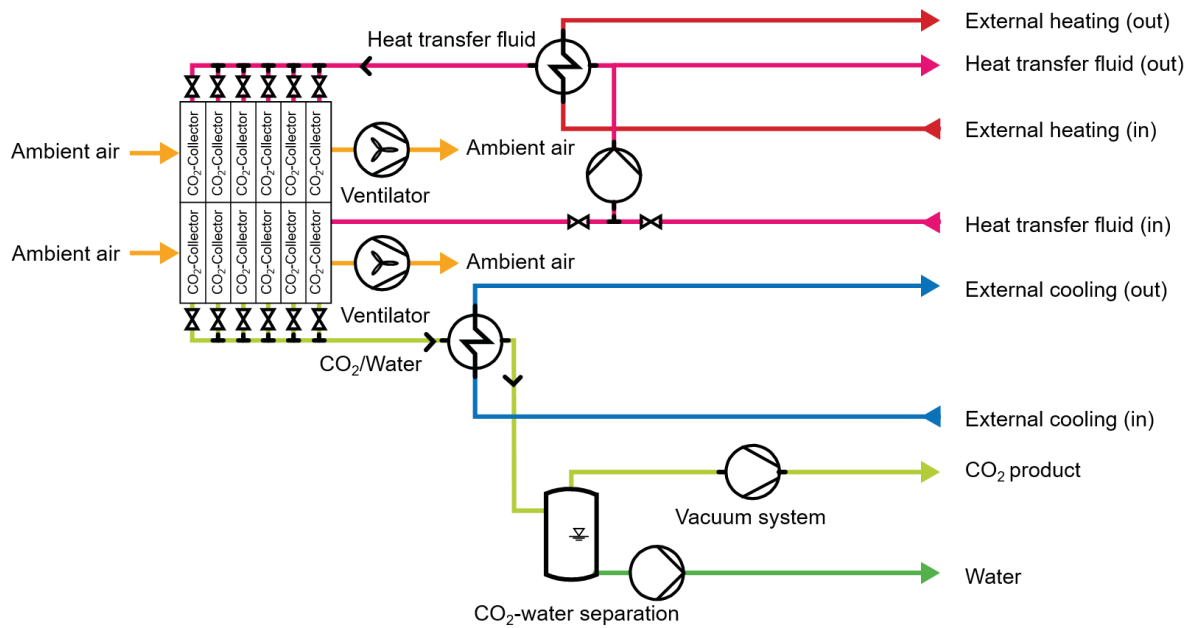 External heating (out)
Heat transfer fluid
Heat transfer fluid (out)
External heating (in)
CO₂-Collector
CO₂-Collector
CO₂-Collector
CO₂-Collector
CO₂-Collector
CO₂-Collector
Ambient air
Ambient air
Ventilator
Heat transfer fluid (in)
CO₂-Collector
CO₂-Collector
CO₂-Collector
CO₂-Collector
CO₂-Collector
CO₂-Collector
Ambient air
Ambient air
Ventilator
External cooling (out)
CO₂/Water
External cooling (in)
CO₂ product
Vacuum system
Water
CO₂-water separation